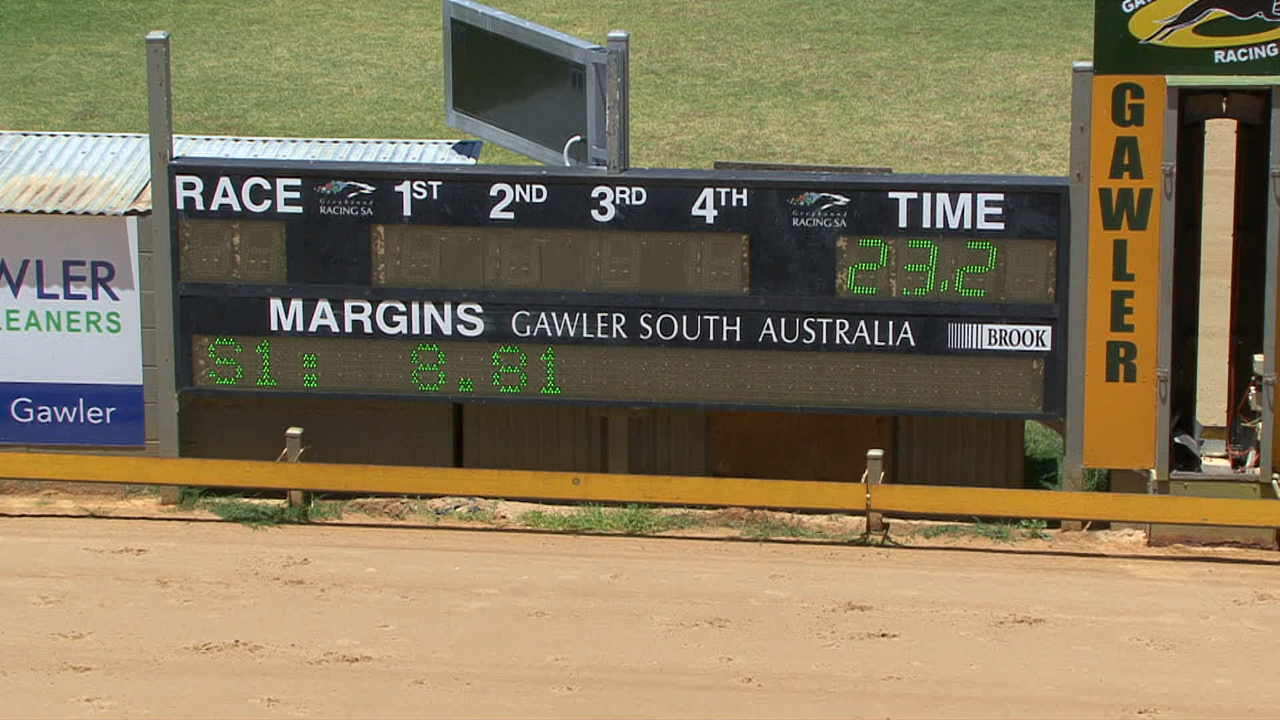 RACING
GAWLER
RACE
Greyhound
RACING SA
1ST
2ND
3RD
4TH
Greyhound
RACING SA
TIME
23.2
MARGINS
GAWLER SOUTH AUSTRALIA
BROOK
S1: 8.81
WLER
LEANERS
Gawler